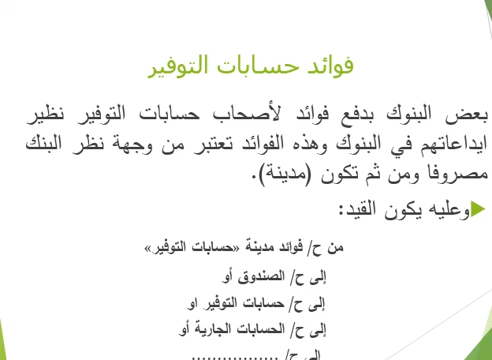 فوائد حسابات التوفير
بعض البنوك بدفع فوائد لأصحاب حسابات التوفير نظير
ايداعاتهم في البنوك وهذه الفوائد تعتبر من وجهة نظر البنك
مصروفا ومن ثم تكون (مدينة).
وعليه يكون القيد:
من ح/ فوائد مدينة «حسابات التوفير»
إلى ح/ الصندوق أو
إلى ح/ حسابات التوفير او
إلى ح/ الحسابات الجارية أو
إلى ح/ .................